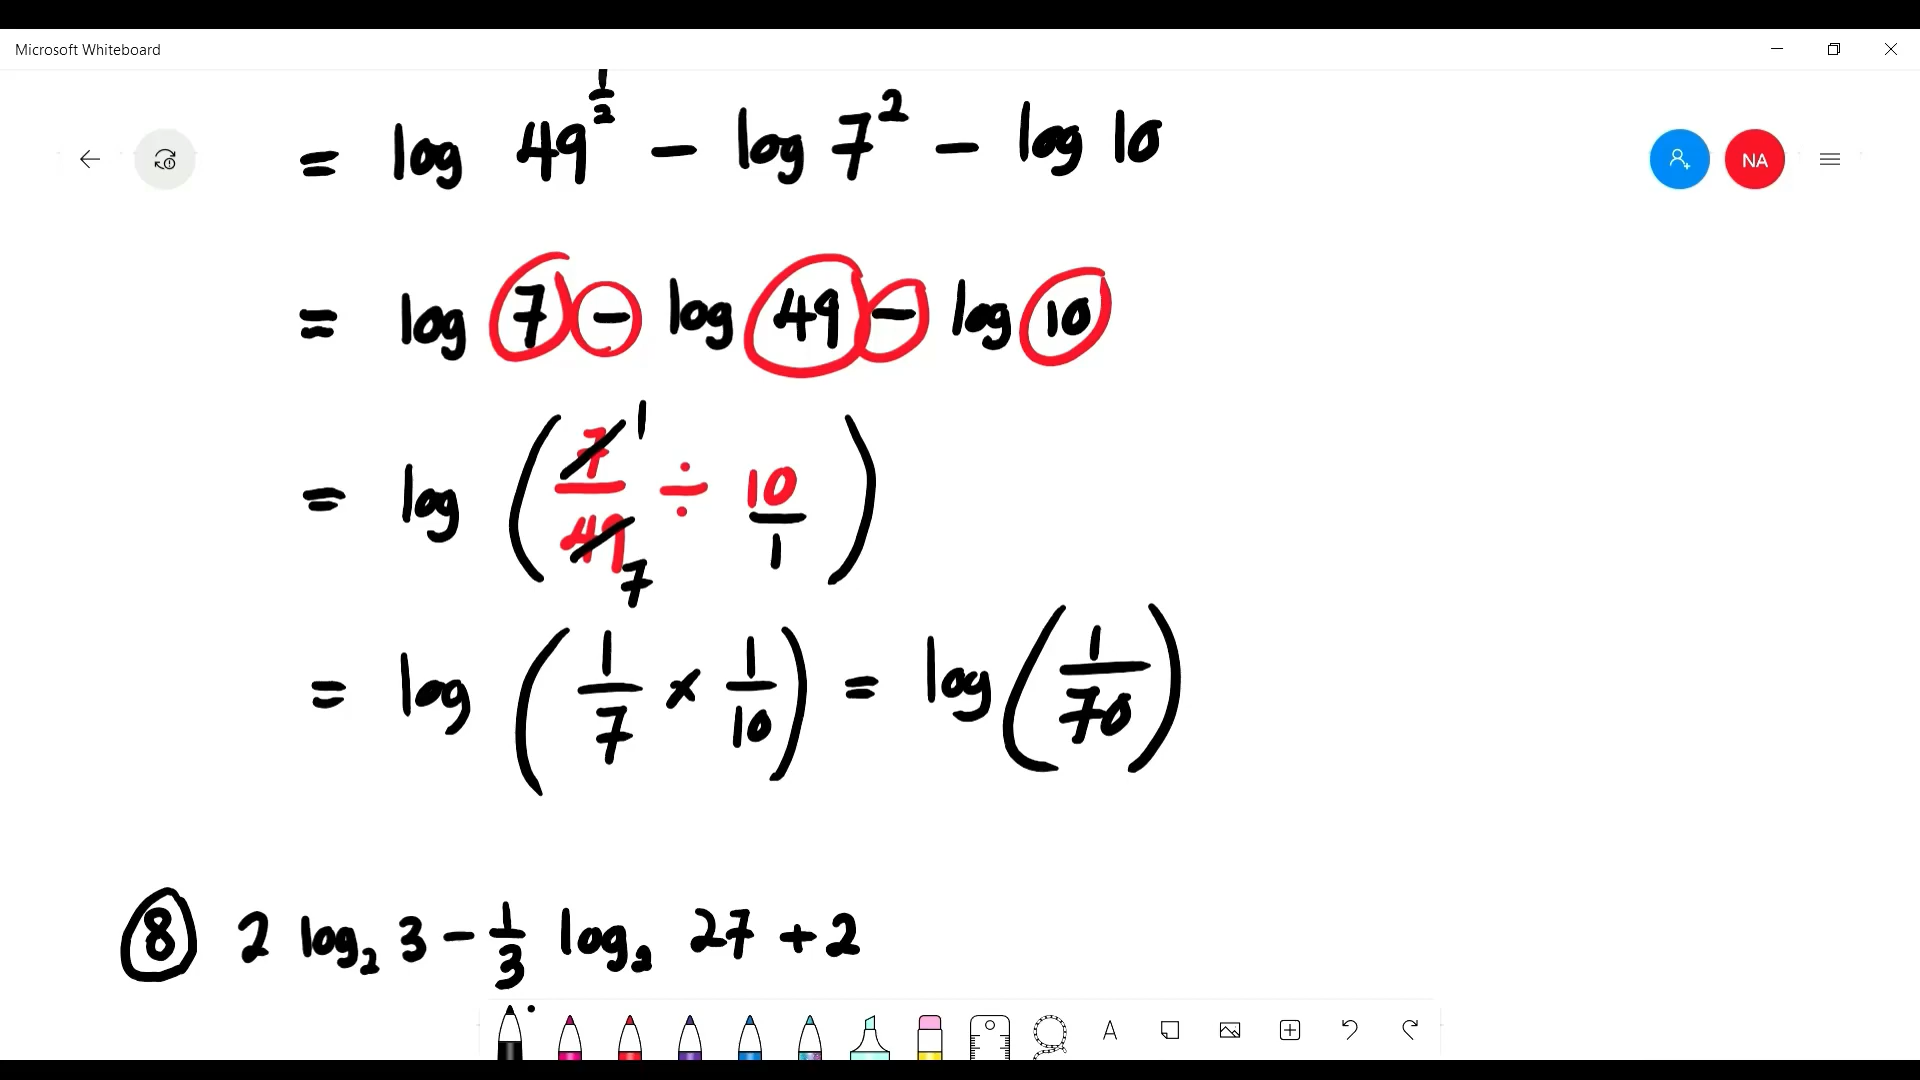 Microsoft Whiteboard
= log 49^(1/2) − log 7² − log 10
NA
= log 7 − log 49 − log 10
= log (7/49 ÷ 10/1) 1 7
= log (1/7 × 1/10) = log (1/70)
⑧ 2 log₂ 3 − 1/3 log₂ 27 + 2
A